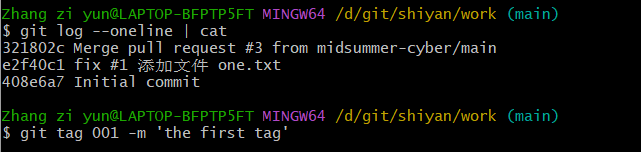 Zhang zi yun@LAPTOP-BFPTP5FT MINGW64 /d/git/shiyan/work (main)
$ git log --oneline | cat
321802c Merge pull request #3 from midsummer-cyber/main
e2f40c1 fix #1 添加文件 one.txt
408e6a7 Initial commit
Zhang zi yun@LAPTOP-BFPTP5FT MINGW64 /d/git/shiyan/work (main)
$ git tag 001 -m 'the first tag'